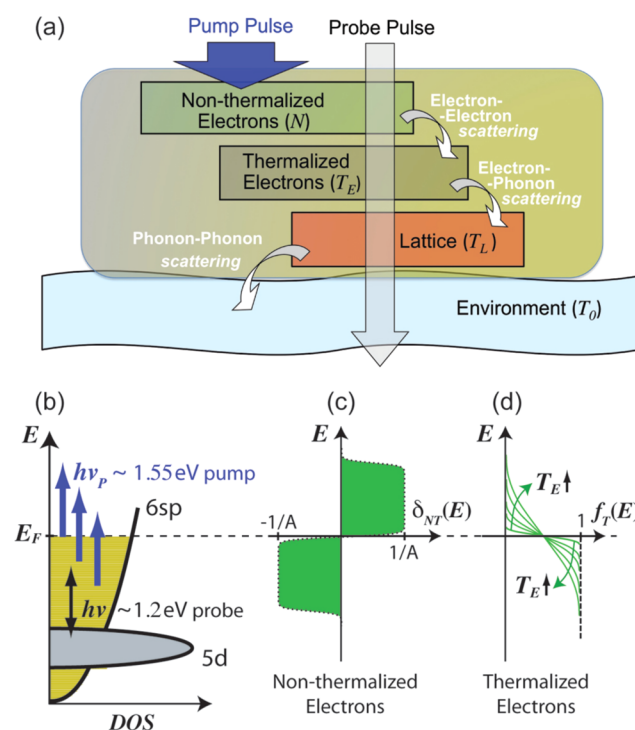 (a)
Pump Pulse
Probe Pulse
Non-thermalized
Electrons (N)
Electron-
-Electron
scattering
Thermalized
Electrons (T_E)
Electron-
-Phonon
scattering
Phonon-Phonon
scattering
Lattice (T_L)
Environment (T_0)
(b)
(c)
(d)
E
hν_P ~ 1.55eV pump
6sp
E_F
hν ~1.2eV probe
5d
DOS
E
δ_NT(E)
-1/A
1/A
Non-thermalized
Electrons
E
T_E
1
f_T(E)
T_E
Thermalized
Electrons